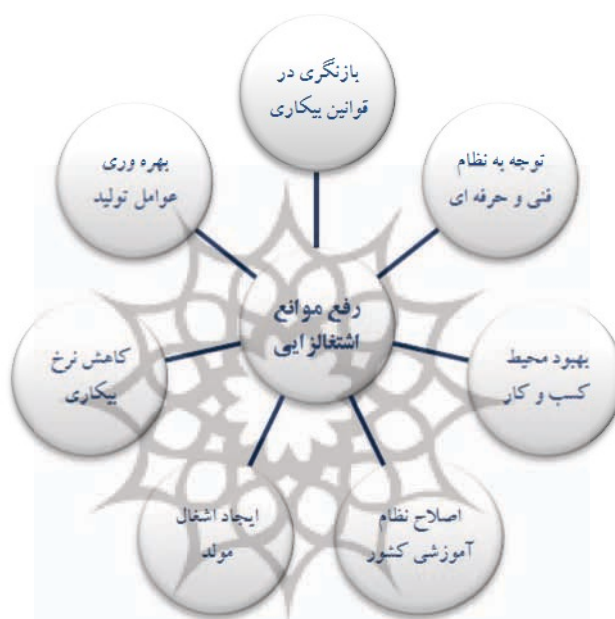 بازنگری در
قوانین بیکاری
توجه به نظام
فنی و حرفه ای
بهبود محیط
کسب و کار
اصلاح نظام
آموزشی کشور
ایجاد اشغال
مولد
کاهش نرخ
بیکاری
بهره وری
عوامل تولید
رفع موانع
اشتغالزایی